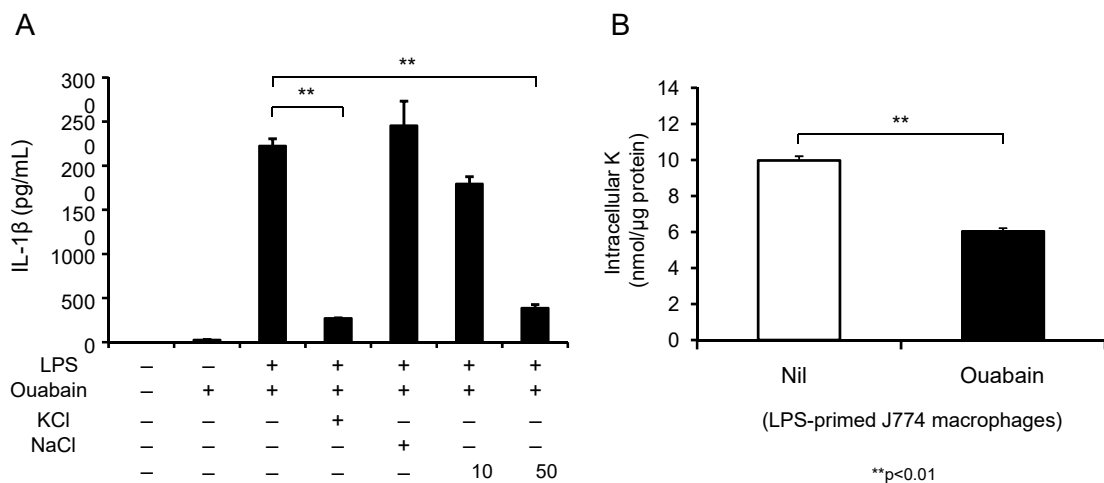 A
B
IL-1β (pg/mL)
300
0
250
0
200
0
150
0
1000
500
0
**
**
LPS – – + + + + +
Ouabain – + + + + + +
KCl – – – + – – –
NaCl – – – – + – –
– – – – – 10 50
Intracellular K
(nmol/μg protein)
14
12
10
8
6
4
2
0
**
Nil Ouabain
(LPS-primed J774 macrophages)
**p<0.01